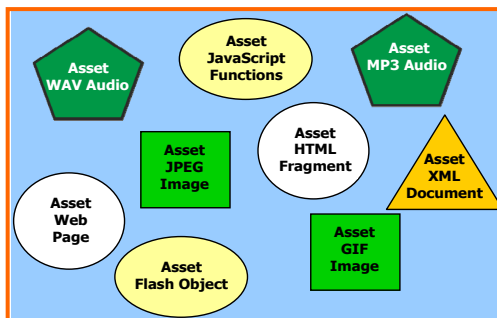 Asset
WAV Audio
Asset
JavaScript
Functions
Asset
MP3 Audio
Asset
JPEG
Image
Asset
HTML
Fragment
Asset
XML
Document
Asset
Web
Page
Asset
GIF
Image
Asset
Flash Object